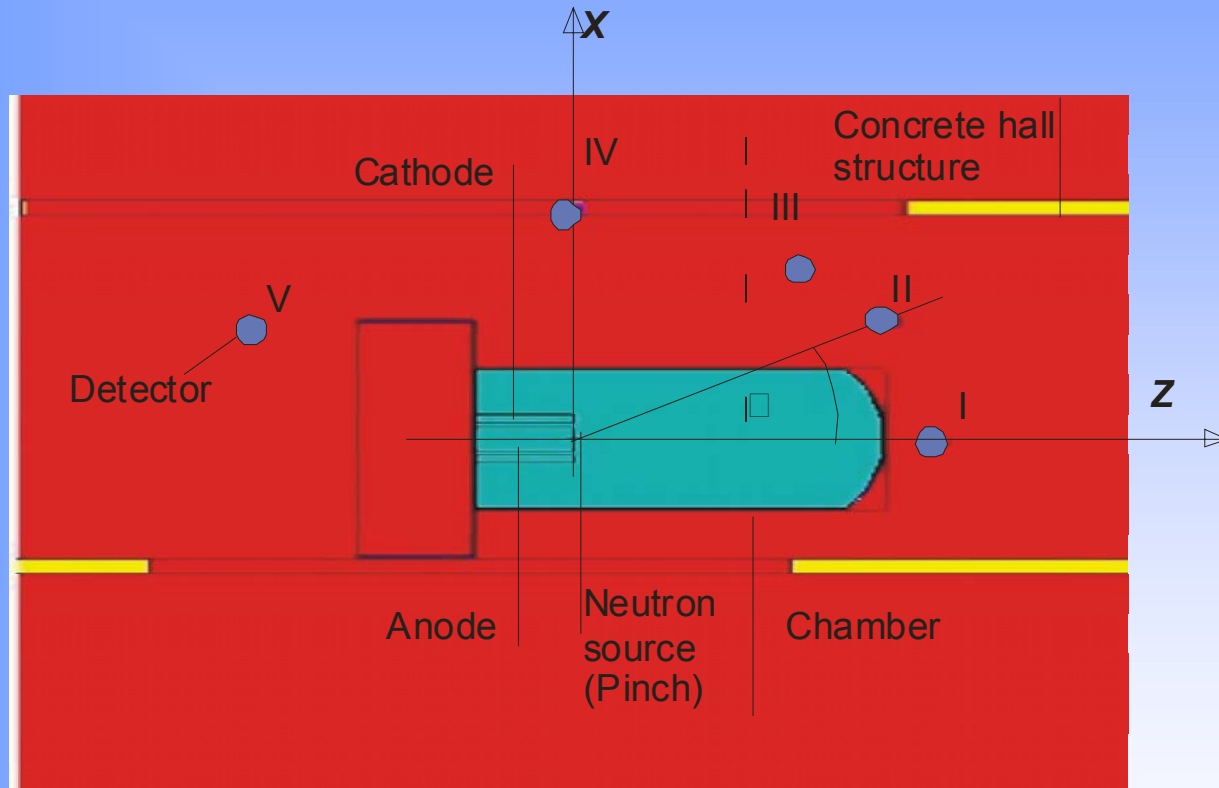 X
IV
Concrete hall
structure
Cathode
III
II
V
Detector
Z
I
Neutron
source
(Pinch)
Anode
Chamber